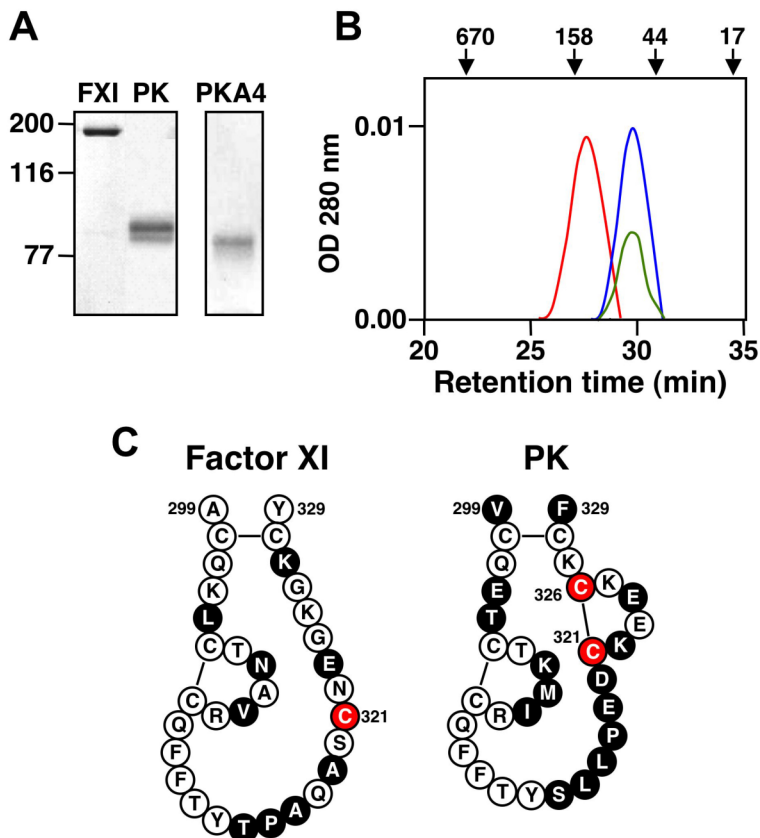 A
B
FXI PK PKA4
200
116
77
670 158 44 17
OD 280 nm
0.01
0.00
20 25 30 35
Retention time (min)
C
Factor XI
299 A Y 329
C C
Q K
K G
L K
C T G
N E
A N
C R V C 321
Q S
F A
F Q
T A
Y T P
PK
299 V F 329
C C
Q K
E C K E
326
T E
321
C T C K
K D
M E
C R I
Q P
F L
F L
T Y S